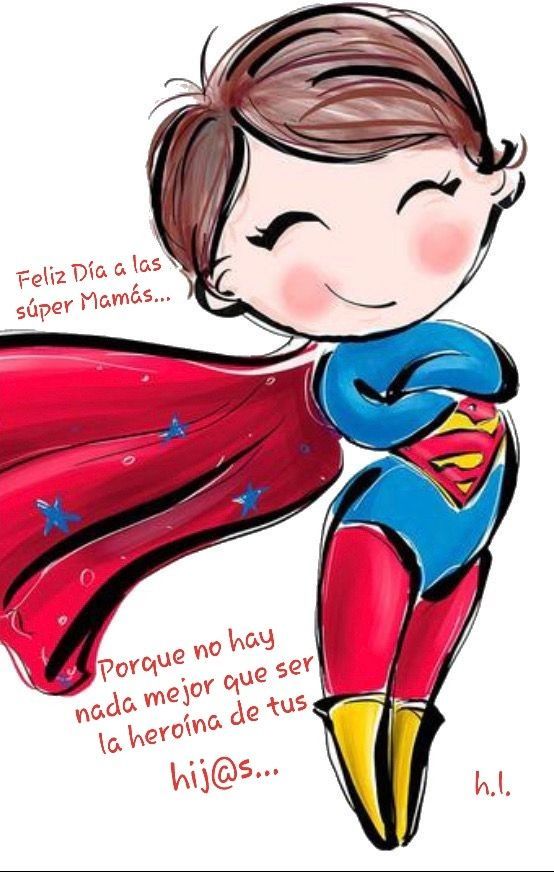 Feliz Día a las
súper Mamás...
Porque no hay
nada mejor que ser
la heroína de tus
hij@s...
h.l.